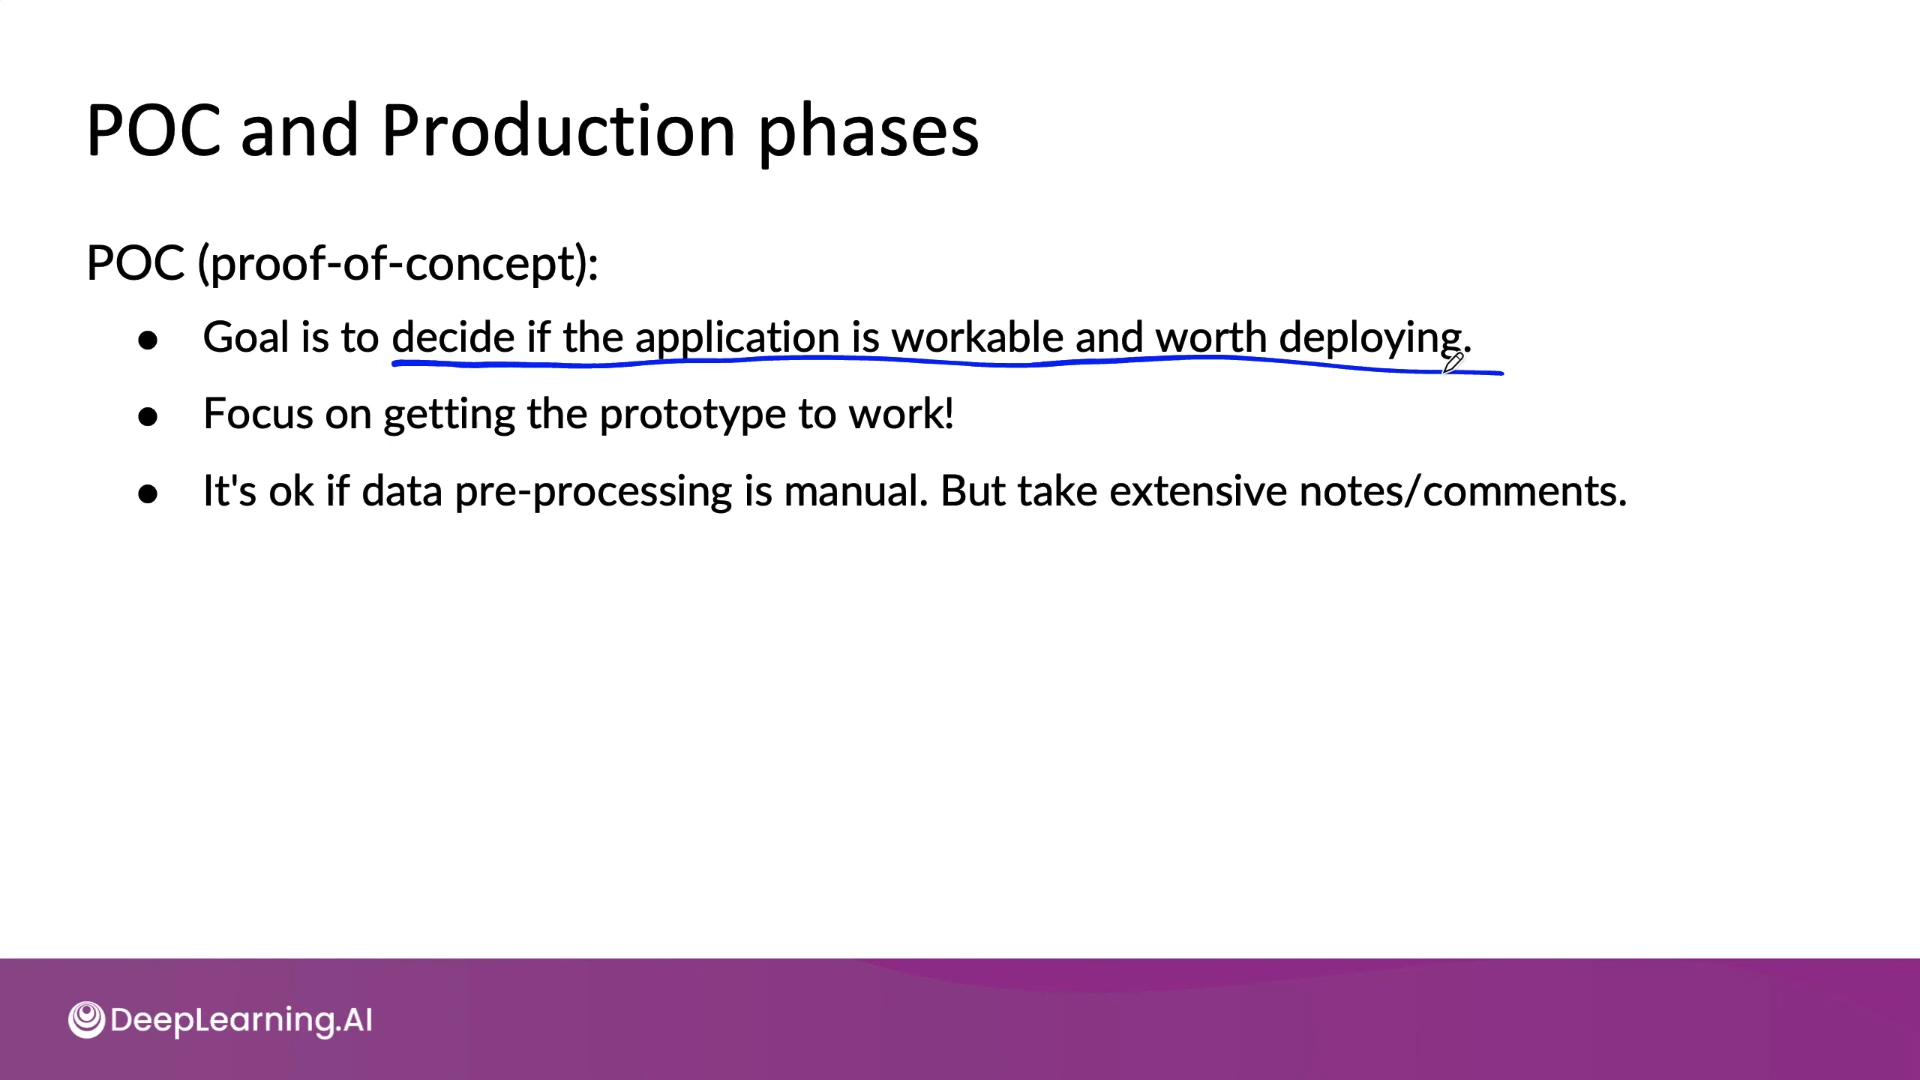 POC and Production phases
POC (proof-of-concept):
● Goal is to decide if the application is workable and worth deploying.
● Focus on getting the prototype to work!
● It's ok if data pre-processing is manual. But take extensive notes/comments.
DeepLearning.AI